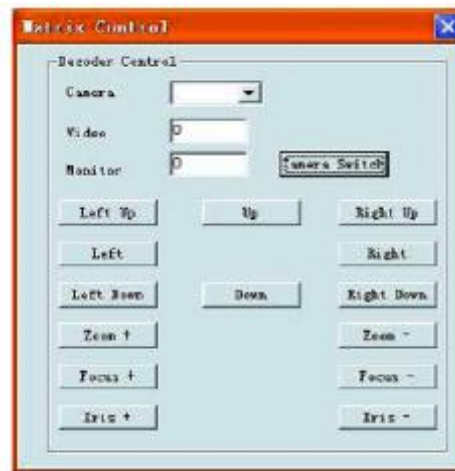 Matrix Control
Decoder Control
Camera
Video 0
Monitor 0 Camera Switch
Left Up Up Right Up
Left Right
Left Down Down Right Down
Zoom + Zoom -
Focus + Focus -
Iris + Iris -